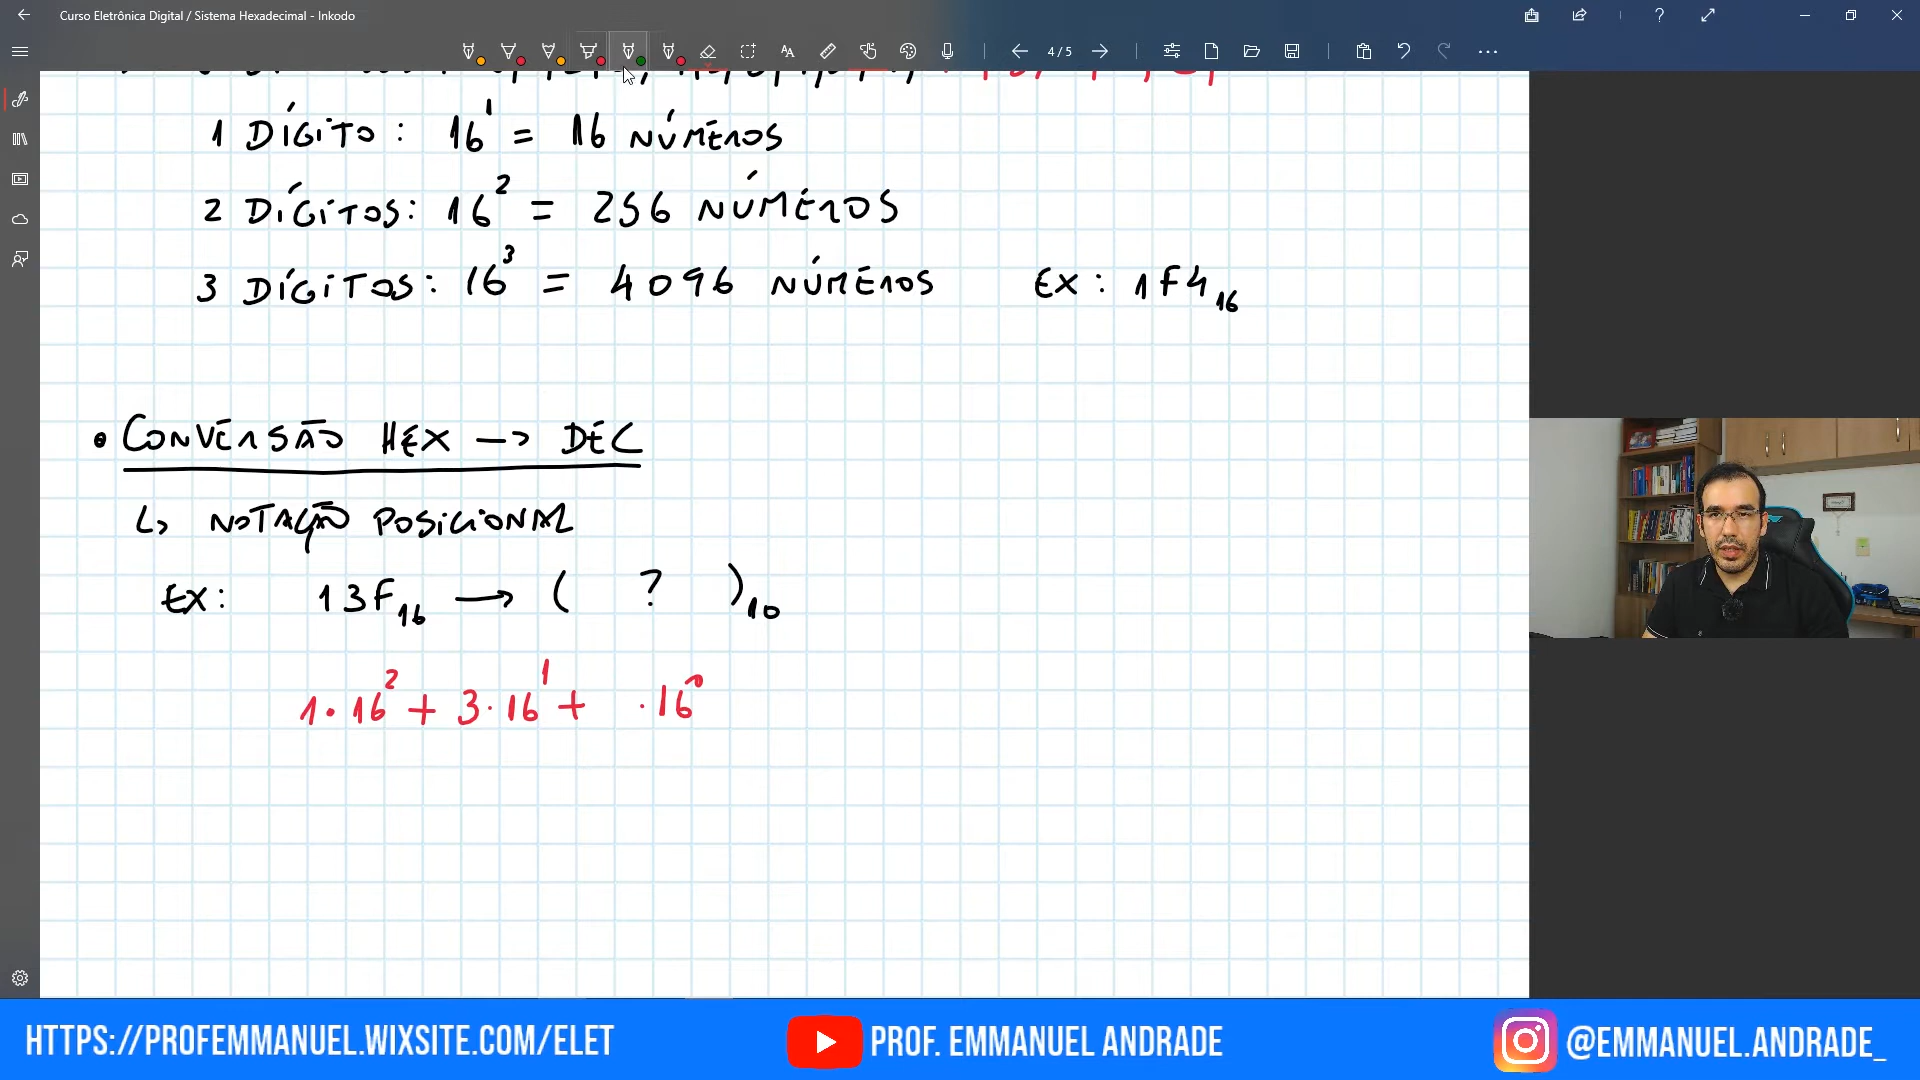 Curso Eletrônica Digital / Sistema Hexadecimal - Inkodo
4 / 5
1 DÍGITO: 16¹ = 16 NÚMEROS
2 DÍGITOS: 16² = 256 NÚMEROS
3 DÍGITOS: 16³ = 4096 NÚMEROS EX: 1F4₁₆
• CONVERSÃO HEX → DEC
↳ NOTAÇÃO POSICIONAL
EX: 13F₁₆ → ( ? )₁₀
1·16² + 3·16¹ + ·16⁰
HTTPS://PROFEMMANUEL.WIXSITE.COM/ELET PROF. EMMANUEL ANDRADE @EMMANUEL.ANDRADE_